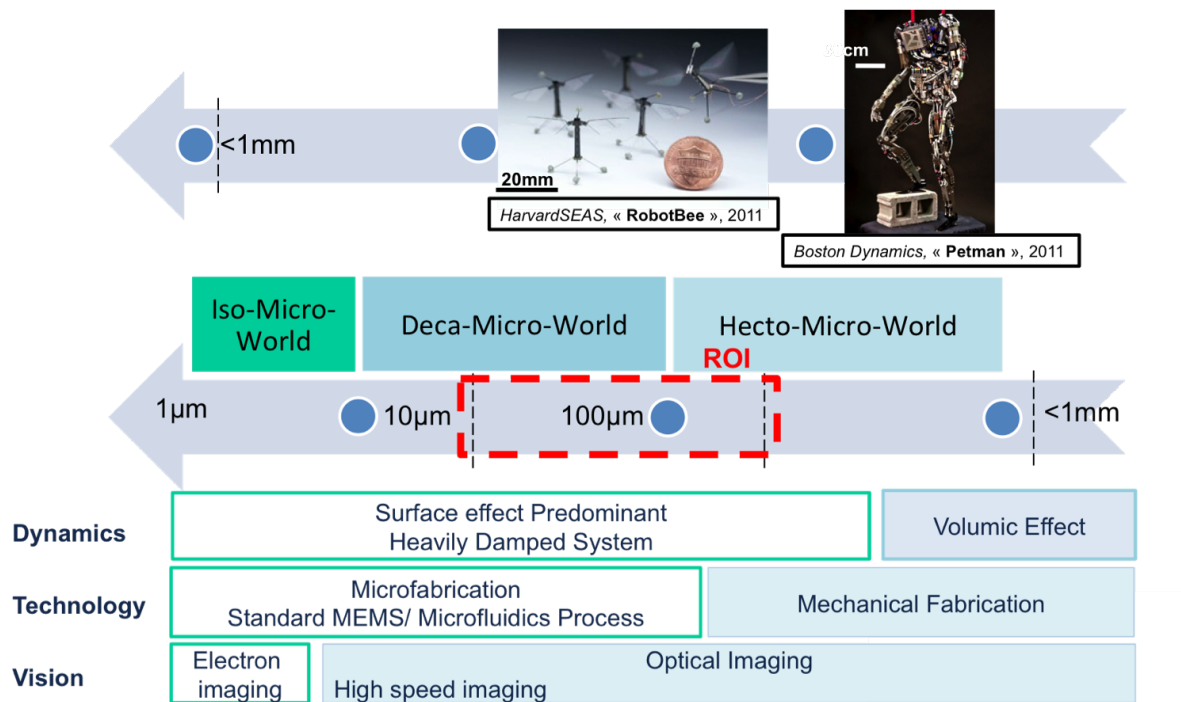 cm
<1mm
20mm
HarvardSEAS, « RobotBee », 2011
Boston Dynamics, « Petman », 2011
Iso-Micro-
World
Deca-Micro-World
Hecto-Micro-World
ROI
1µm
10µm
100µm
<1mm
Dynamics
Surface effect Predominant
Heavily Damped System
Volumic Effect
Technology
Microfabrication
Standard MEMS/ Microfluidics Process
Mechanical Fabrication
Vision
Electron
imaging
Optical Imaging
High speed imaging